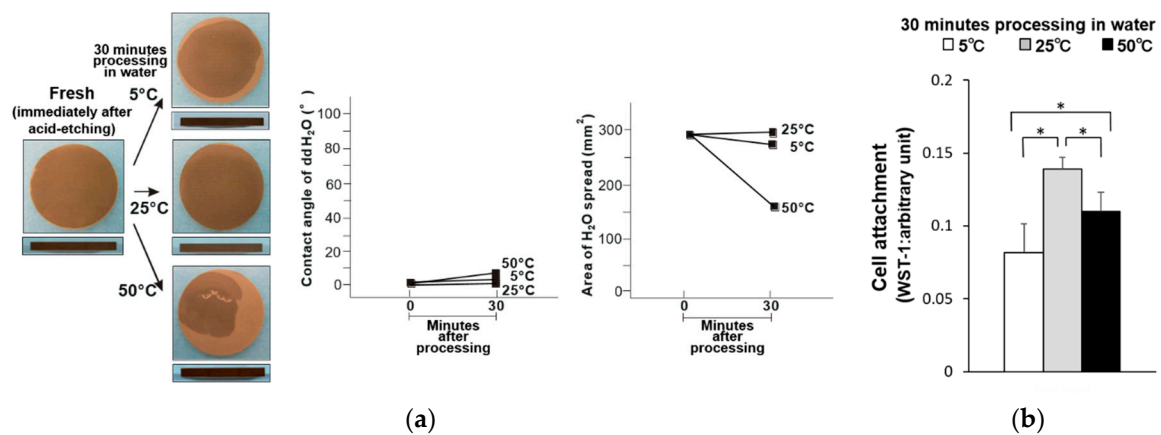 30 minutes
processing
in water
5°C
Fresh
(immediately after
acid-etching)
25°C
50°C
Contact angle of ddH₂O (°)
100
80
60
40
20
0
50°C
5°C
25°C
0
30
Minutes
after
processing
Area of H₂O spread (mm²)
300
200
100
0
25°C
5°C
50°C
0
30
Minutes
after
processing
(a)
30 minutes processing in water
5℃ 25℃ 50℃
Cell attachment
(WST-1:arbitrary unit)
0.2
0.15
0.1
0.05
0
*
* *
(b)